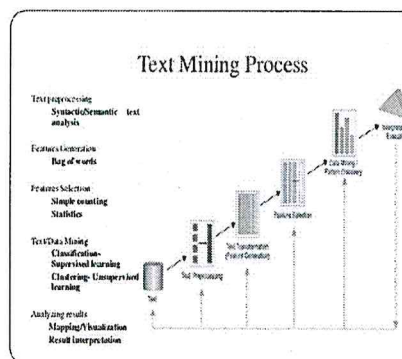 Text Mining Process
Text preprocessing
Syntactic/Semantic text
analysis
Features Generation
Bag of words
Features Selection
Simple counting
Statistics
Text/Data Mining
Classification-
Supervised learning
Clustering- Unsupervised
learning
Analyzing results
Mapping/Visualization
Result interpretation
Text
Text Preprocessing
Text Transformation
(Feature Generation)
Feature Selection
Data Mining /
Pattern Discovery